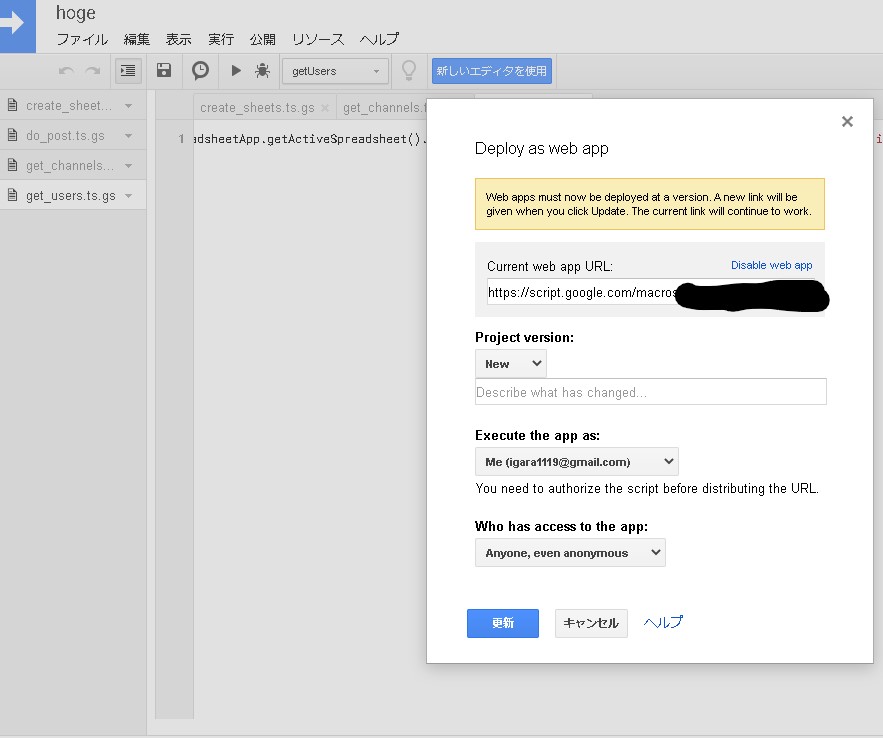 hoge
ファイル 編集 表示 実行 公開 リソース ヘルプ
getUsers 新しいエディタを使用
create_sheet...
do_post.ts.gs
get_channels...
get_users.ts.gs
create_sheets.ts.gs × get_channels.
1 adsheetApp.getActiveSpreadsheet().
Deploy as web app
Web apps must now be deployed at a version. A new link will be
given when you click Update. The current link will continue to work.
Current web app URL: Disable web app
https://script.google.com/macros
Project version:
New
Describe what has changed...
Execute the app as:
Me (igara1119@gmail.com)
You need to authorize the script before distributing the URL.
Who has access to the app:
Anyone, even anonymous
更新 キャンセル ヘルプ